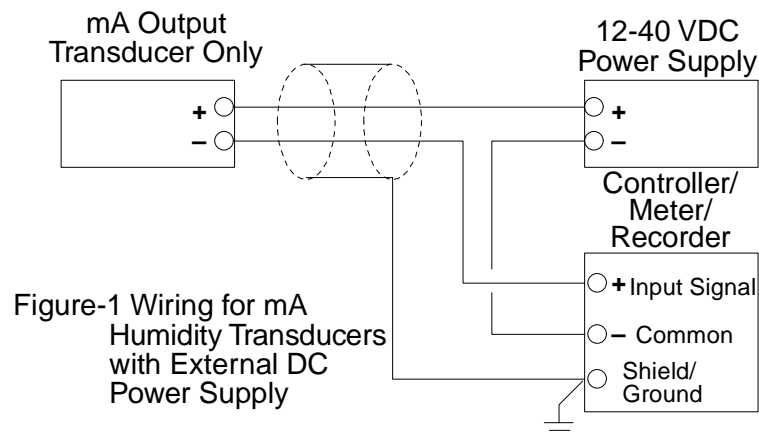 mA Output
Transducer Only
+
–
12-40 VDC
Power Supply
+
–
Controller/
Meter/
Recorder
+ Input Signal
– Common
Shield/
Ground
Figure-1 Wiring for mA
Humidity Transducers
with External DC
Power Supply